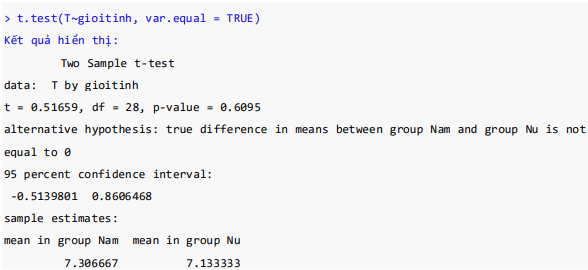 > t.test(T~gioitinh, var.equal = TRUE)
Kết quả hiển thị:
Two Sample t-test
data:  T by gioitinh
t = 0.51659, df = 28, p-value = 0.6095
alternative hypothesis: true difference in means between group Nam and group Nu is not
equal to 0
95 percent confidence interval:
-0.5139801  0.8606468
sample estimates:
mean in group Nam  mean in group Nu
7.306667  7.133333